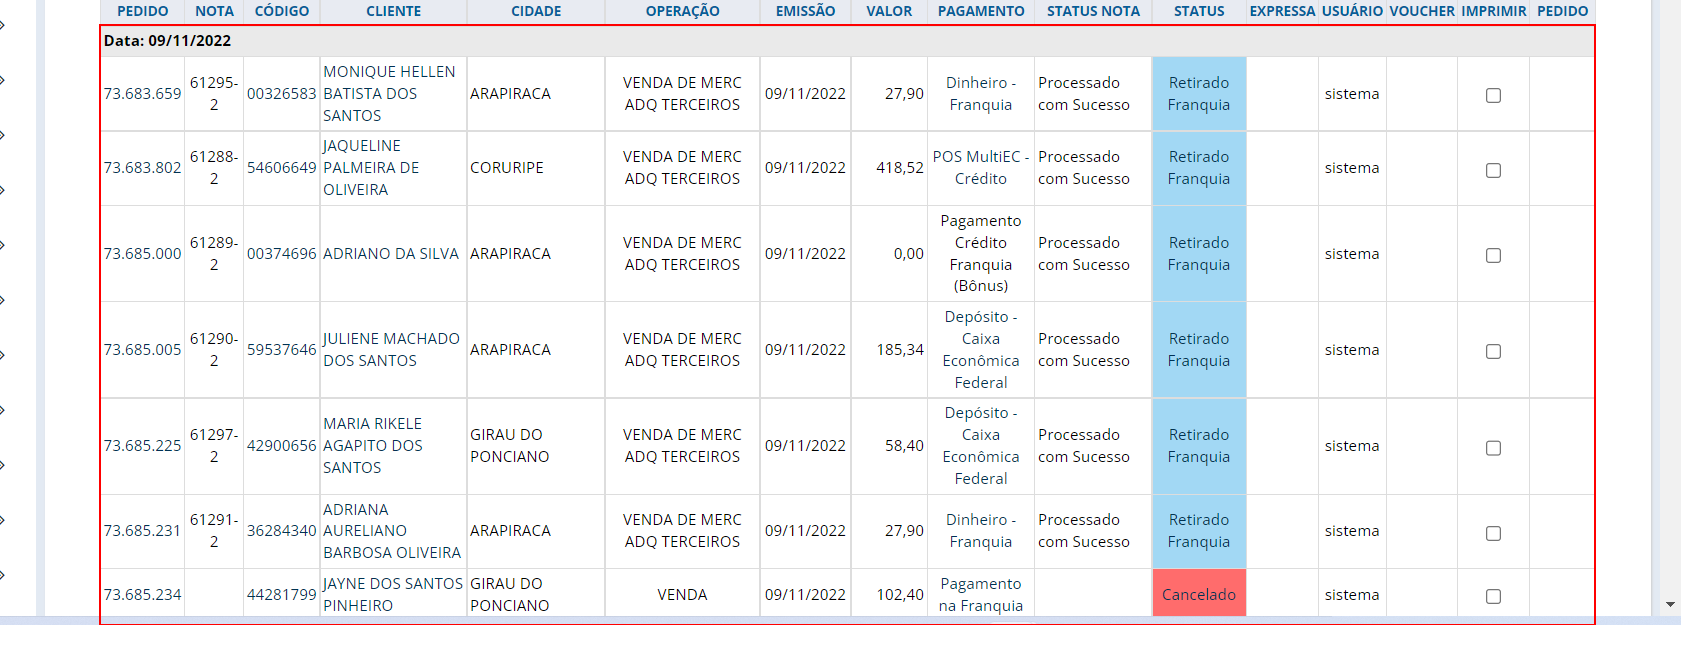 PEDIDO NOTA CÓDIGO CLIENTE CIDADE OPERAÇÃO EMISSÃO VALOR PAGAMENTO STATUS NOTA STATUS EXPRESSA USUÁRIO VOUCHER IMPRIMIR PEDIDO
Data: 09/11/2022
73.683.659 61295-2 00326583 MONIQUE HELLEN BATISTA DOS SANTOS ARAPIRACA VENDA DE MERC ADQ TERCEIROS 09/11/2022 27,90 Dinheiro - Franquia Processado com Sucesso Retirado Franquia sistema
73.683.802 61288-2 54606649 JAQUELINE PALMEIRA DE OLIVEIRA CORURIPE VENDA DE MERC ADQ TERCEIROS 09/11/2022 418,52 POS MultiEC - Crédito Processado com Sucesso Retirado Franquia sistema
73.685.000 61289-2 00374696 ADRIANO DA SILVA ARAPIRACA VENDA DE MERC ADQ TERCEIROS 09/11/2022 0,00 Pagamento Crédito Franquia (Bônus) Processado com Sucesso Retirado Franquia sistema
73.685.005 61290-2 59537646 JULIENE MACHADO DOS SANTOS ARAPIRACA VENDA DE MERC ADQ TERCEIROS 09/11/2022 185,34 Depósito - Caixa Econômica Federal Processado com Sucesso Retirado Franquia sistema
73.685.225 61297-2 42900656 MARIA RIKELE AGAPITO DOS SANTOS GIRAU DO PONCIANO VENDA DE MERC ADQ TERCEIROS 09/11/2022 58,40 Depósito - Caixa Econômica Federal Processado com Sucesso Retirado Franquia sistema
73.685.231 61291-2 36284340 ADRIANA AURELIANO BARBOSA OLIVEIRA ARAPIRACA VENDA DE MERC ADQ TERCEIROS 09/11/2022 27,90 Dinheiro - Franquia Processado com Sucesso Retirado Franquia sistema
73.685.234 44281799 JAYNE DOS SANTOS PINHEIRO GIRAU DO PONCIANO VENDA 09/11/2022 102,40 Pagamento na Franquia Cancelado sistema